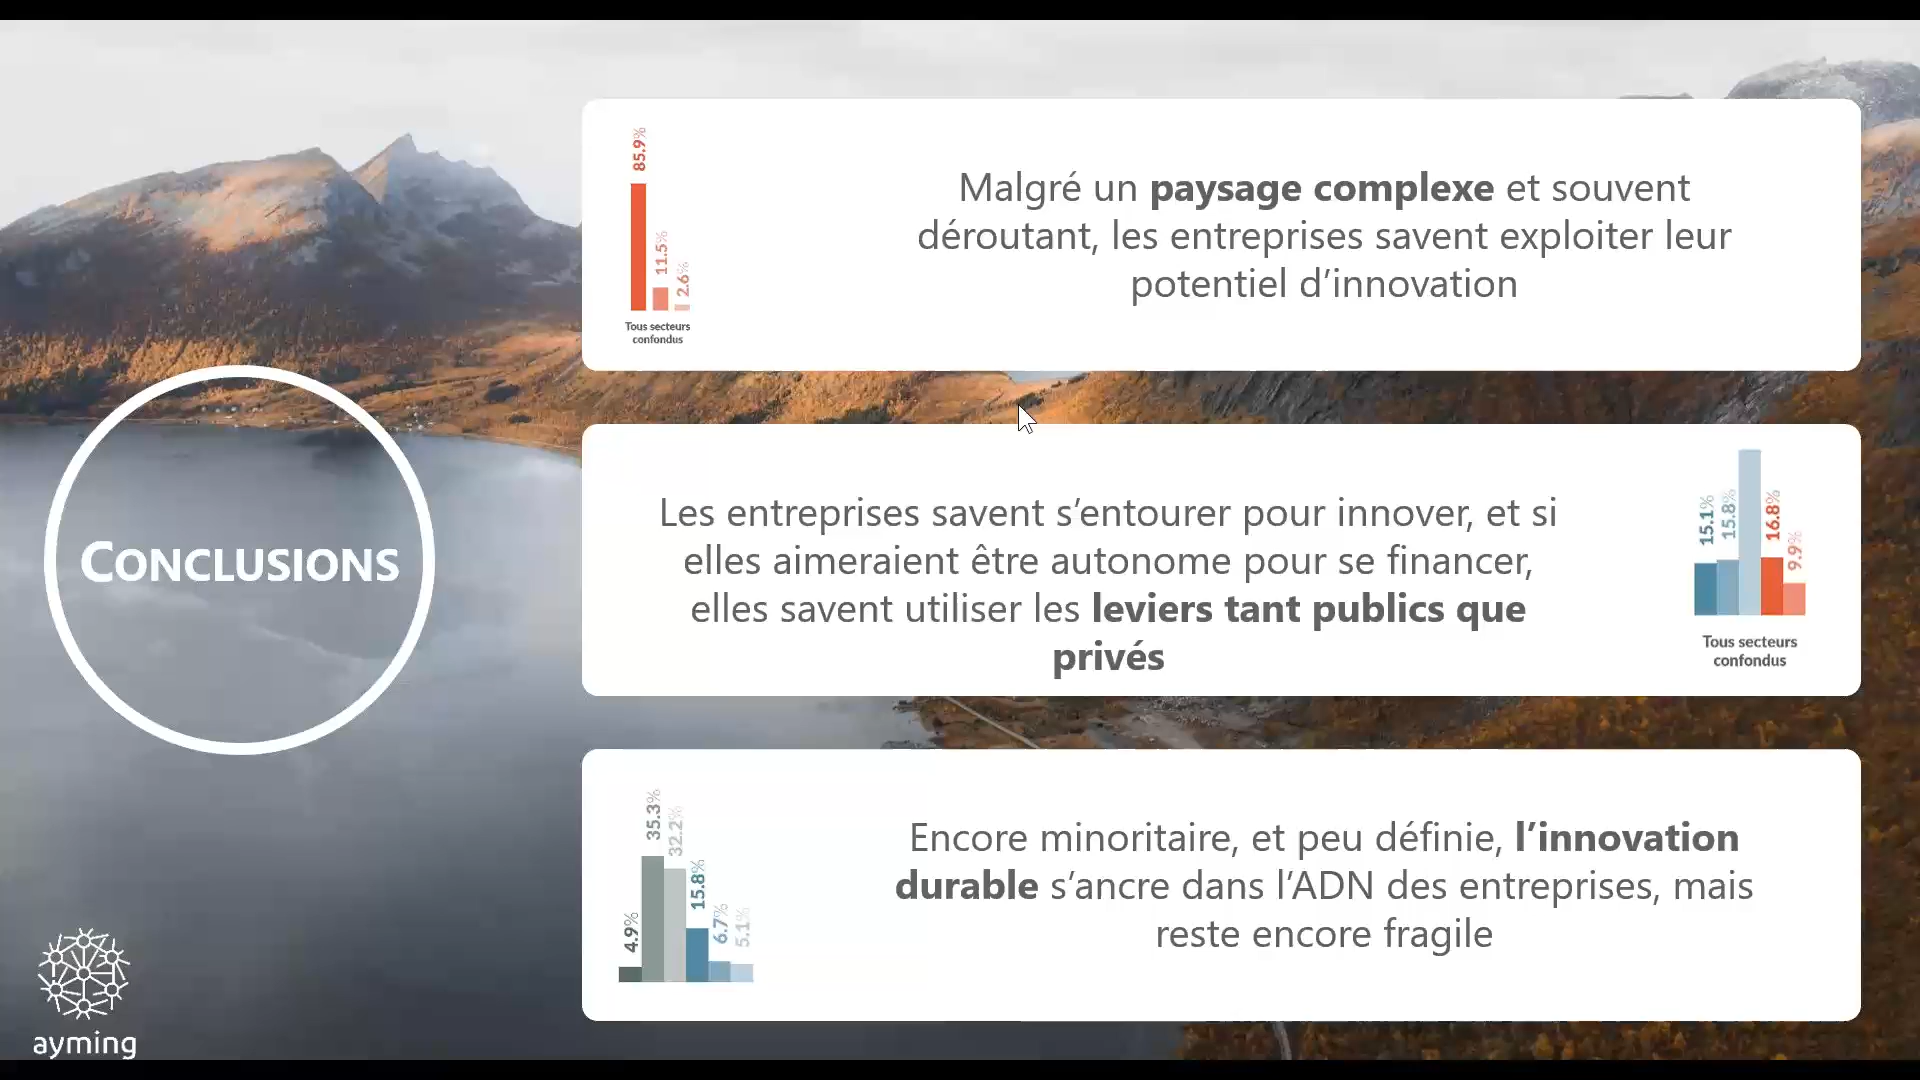 CONCLUSIONS
ayming
85.9%
11.5%
2.6%
Tous secteurs
confondus
Malgré un paysage complexe et souvent
déroutant, les entreprises savent exploiter leur
potentiel d’innovation
Les entreprises savent s’entourer pour innover, et si
elles aimeraient être autonome pour se financer,
elles savent utiliser les leviers tant publics que
privés
15.1%
15.8%
16.8%
9.9%
Tous secteurs
confondus
4.9%
35.3%
32.2%
15.8%
6.7%
5.1%
Encore minoritaire, et peu définie, l’innovation
durable s’ancre dans l’ADN des entreprises, mais
reste encore fragile